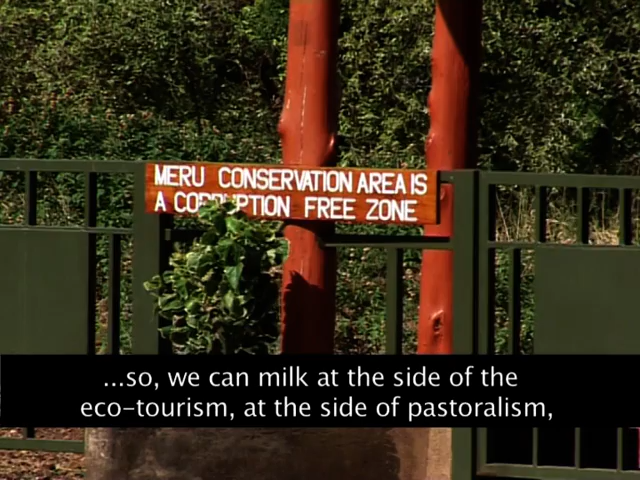 MERU CONSERVATION AREA IS
A CORRUPTION FREE ZONE
...so, we can milk at the side of the
eco-tourism, at the side of pastoralism,